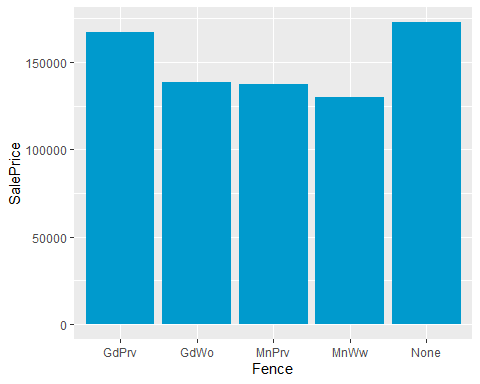 SalePrice
150000
100000
50000
0
GdPrv GdWo MnPrv MnWw None
Fence